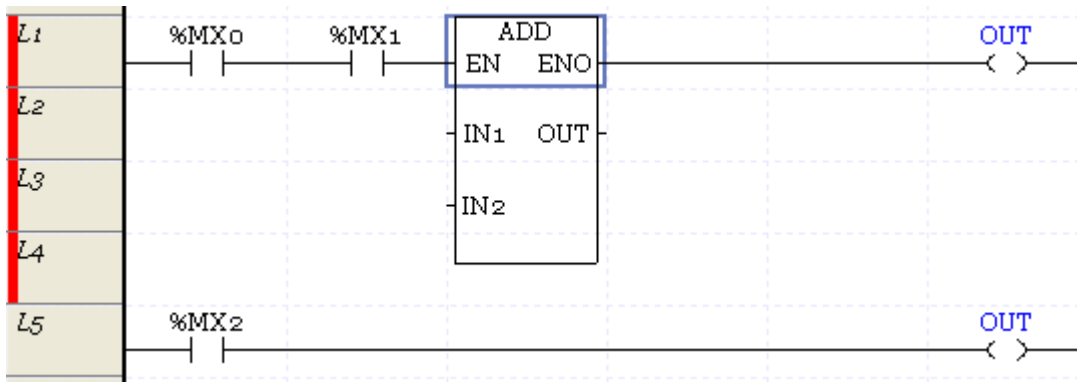 L1 %MX0 %MX1 ADD OUT
EN ENO
L2 IN1 OUT
L3 IN2
L4
L5 %MX2 OUT